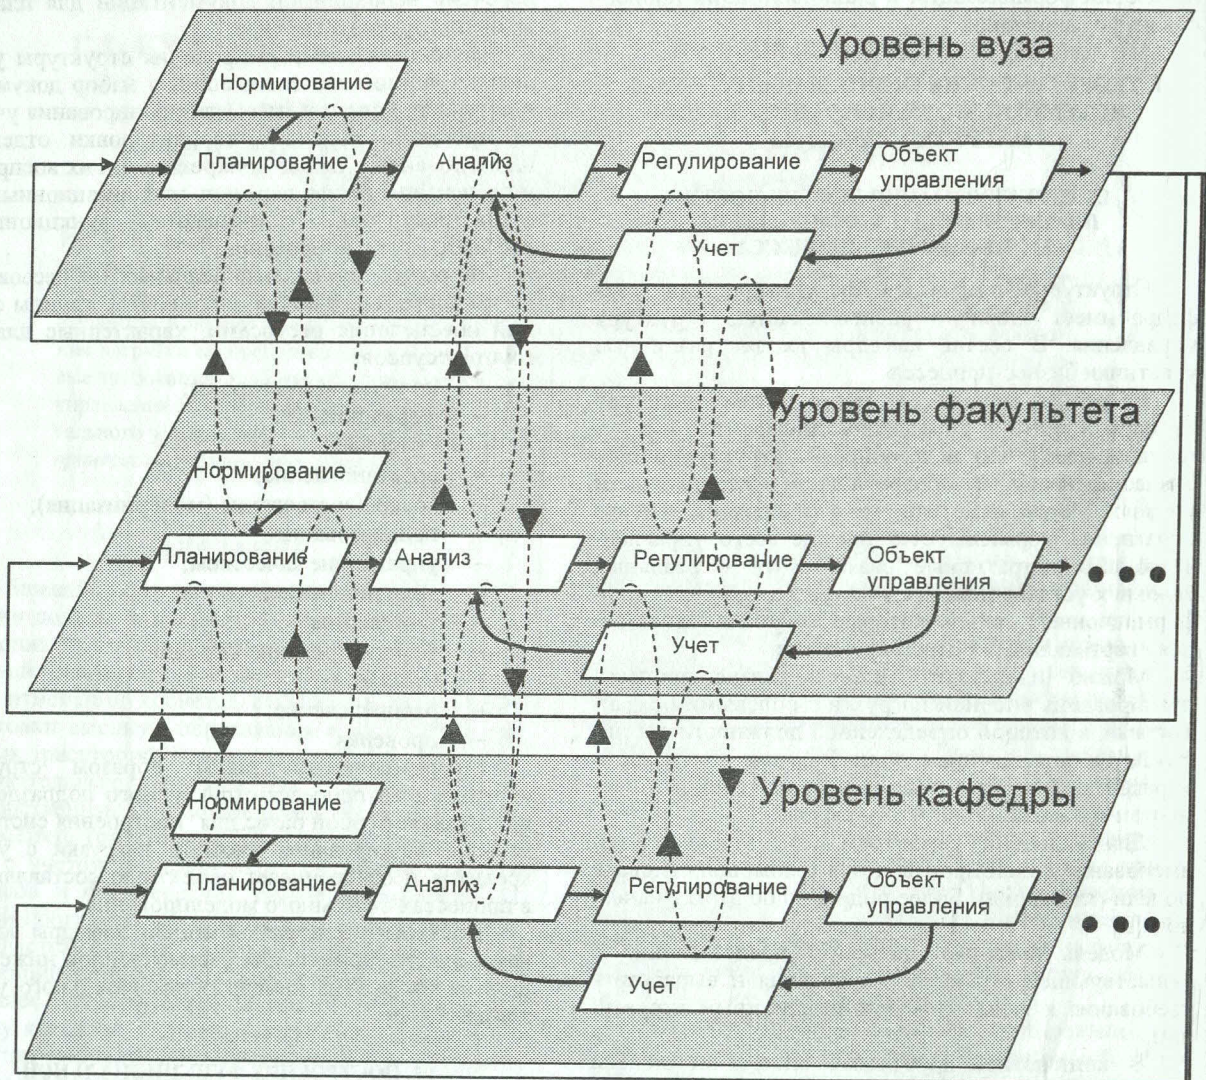 Уровень вуза
Нормирование
Планирование
Анализ
Регулирование
Объект
управления
Учет
Уровень факультета
Нормирование
Планирование
Анализ
Регулирование
Объект
управления
Учет
Уровень кафедры
Нормирование
Планирование
Анализ
Регулирование
Объект
управления
Учет